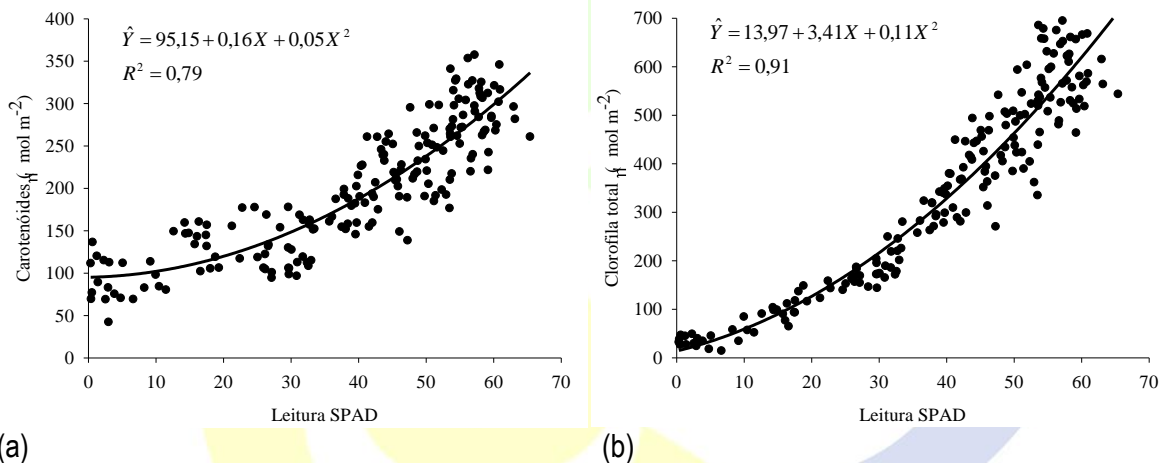 Ŷ = 95,15 + 0,16X + 0,05X²
R² = 0,79
400
350
300
250
200
150
100
50
0
Carotenóides ( mol m⁻²)
0 10 20 30 40 50 60 70
Leitura SPAD
(a)
Ŷ = 13,97 + 3,41X + 0,11X²
R² = 0,91
700
600
500
400
300
200
100
0
Clorofila total ( mol m⁻²)
0 10 20 30 40 50 60 70
Leitura SPAD
(b)